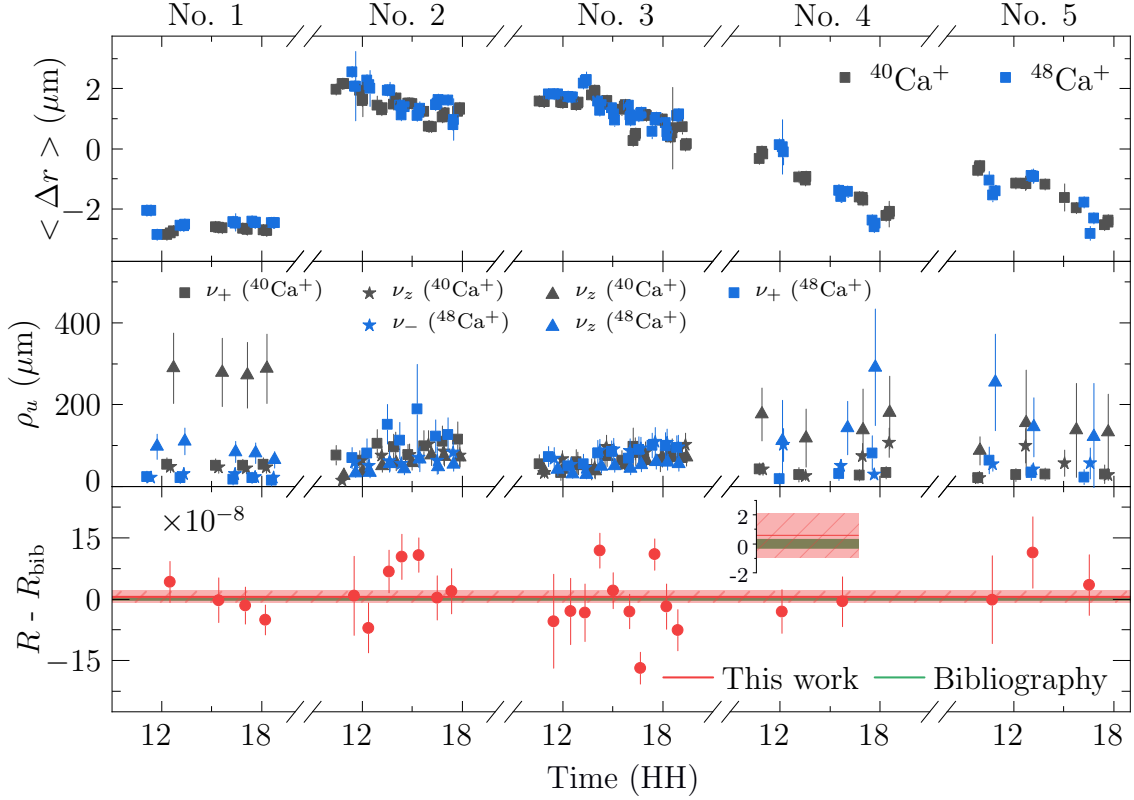 No. 1 No. 2 No. 3 No. 4 No. 5
< Δr > (μm)
2
0
−2
⁴⁰Ca⁺ ⁴⁸Ca⁺
ρᵤ (μm)
400
200
0
ν₊ (⁴⁰Ca⁺) ν_z (⁴⁰Ca⁺) ν_z (⁴⁰Ca⁺) ν₊ (⁴⁸Ca⁺)
ν₋ (⁴⁸Ca⁺) ν_z (⁴⁸Ca⁺)
R - R_bib
×10⁻⁸
15
0
−15
2
0
-2
This work Bibliography
12 18 12 18 12 18 12 18 12 18
Time (HH)